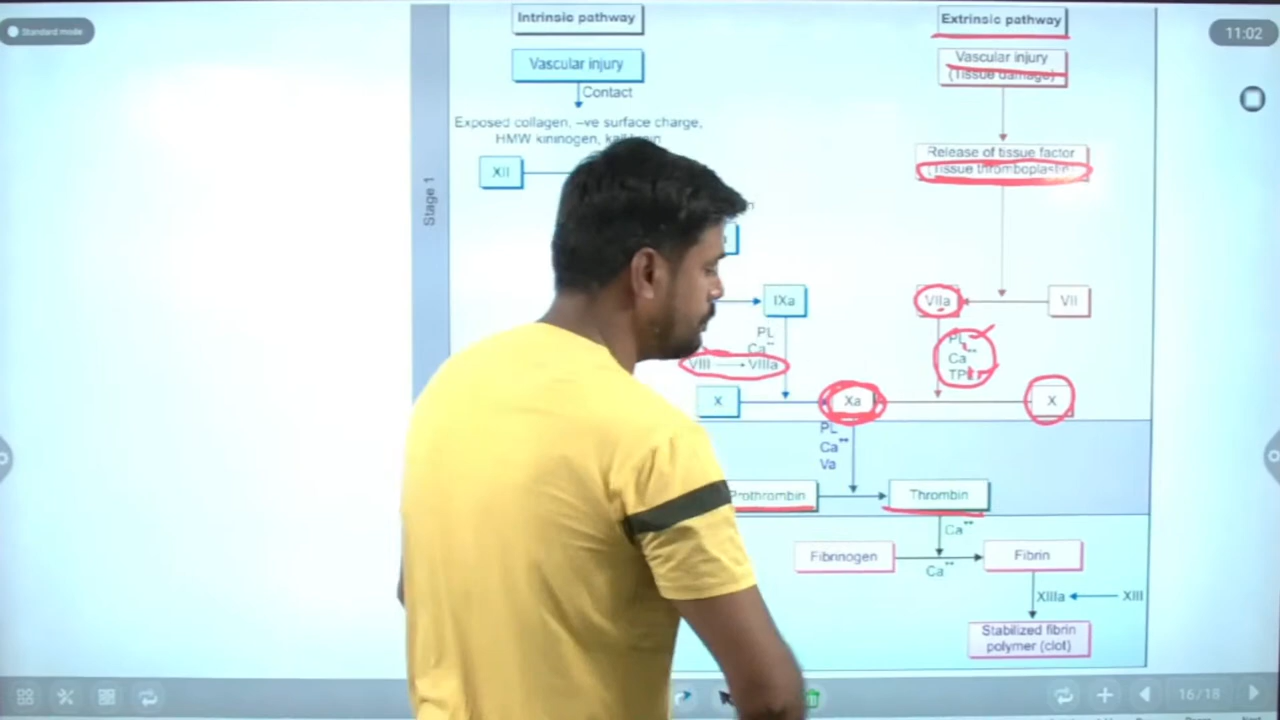 Standard mode
11:02
Intrinsic pathway
Extrinsic pathway
Vascular injury
Contact
Exposed collagen, –ve surface charge,
HMW kininogen,
XII
Stage 1
Vascular injury
(Tissue damage)
Release of tissue factor
(Tissue thromboplastin)
IXa
VIIa
VII
PL
Ca++
VIII
VIIIa
PL
Ca++
X
Xa
X
PL
Ca++
Va
Prothrombin
Thrombin
Ca++
Fibrinogen
Fibrin
Ca++
XIIIa
XIII
Stabilized fibrin
polymer (clot)
16/18